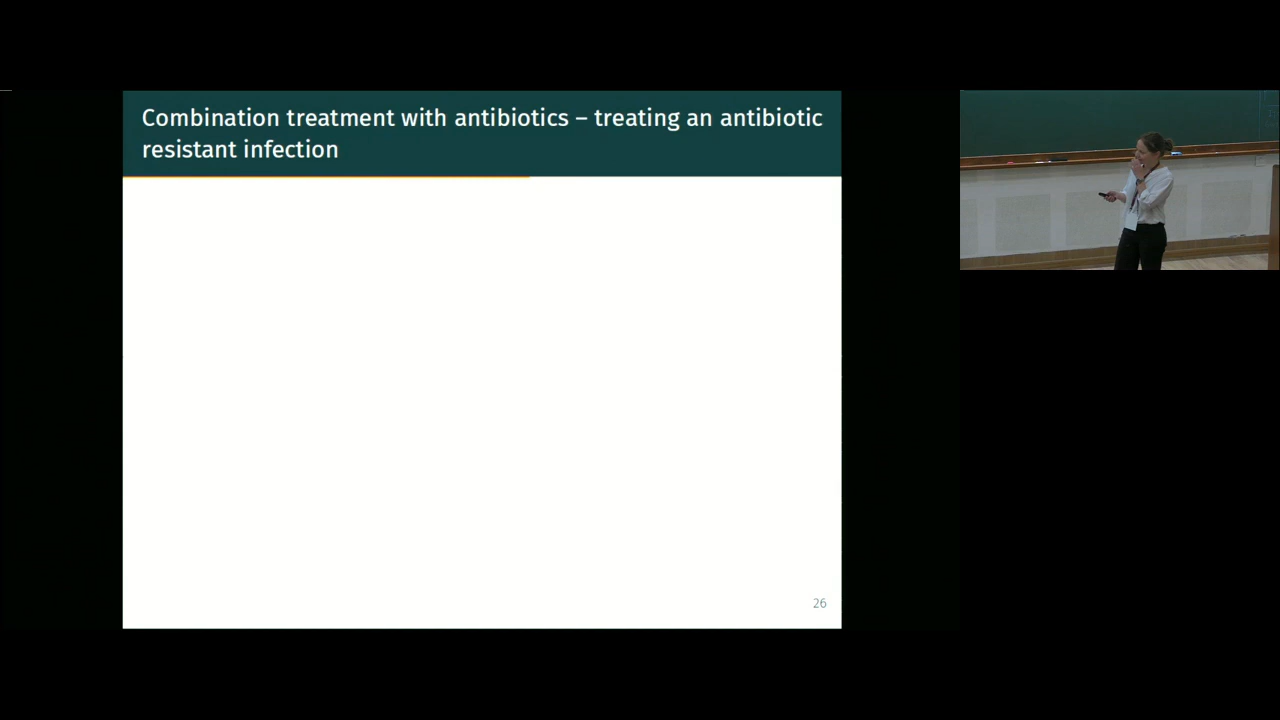 Combination treatment with antibiotics – treating an antibiotic
resistant infection
26